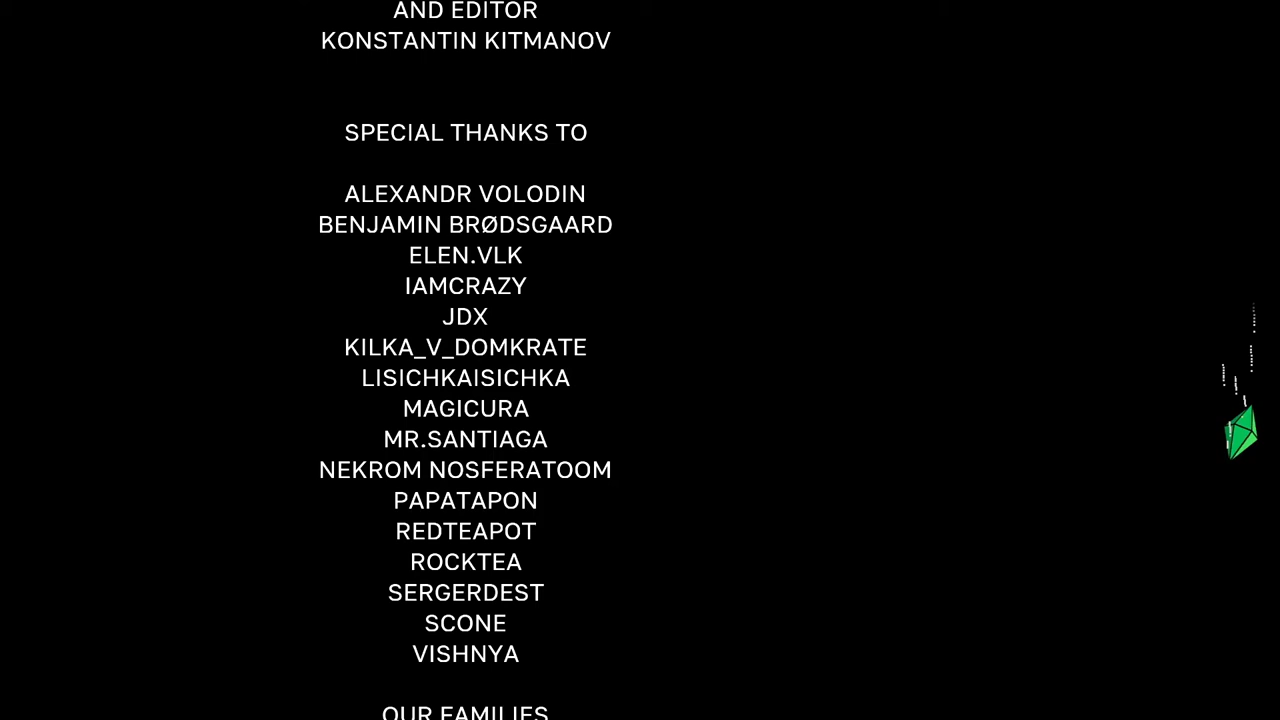 AND EDITOR
KONSTANTIN KITMANOV
SPECIAL THANKS TO
ALEXANDR VOLODIN
BENJAMIN BRØDSGAARD
ELEN.VLK
IAMCRAZY
JDX
KILKA_V_DOMKRATE
LISICHKAISICHKA
MAGICURA
MR.SANTIAGA
NEKROM NOSFERATOOM
PAPATAPON
REDTEAPOT
ROCKTEA
SERGERDEST
SCONE
VISHNYA
OUR FAMILIES